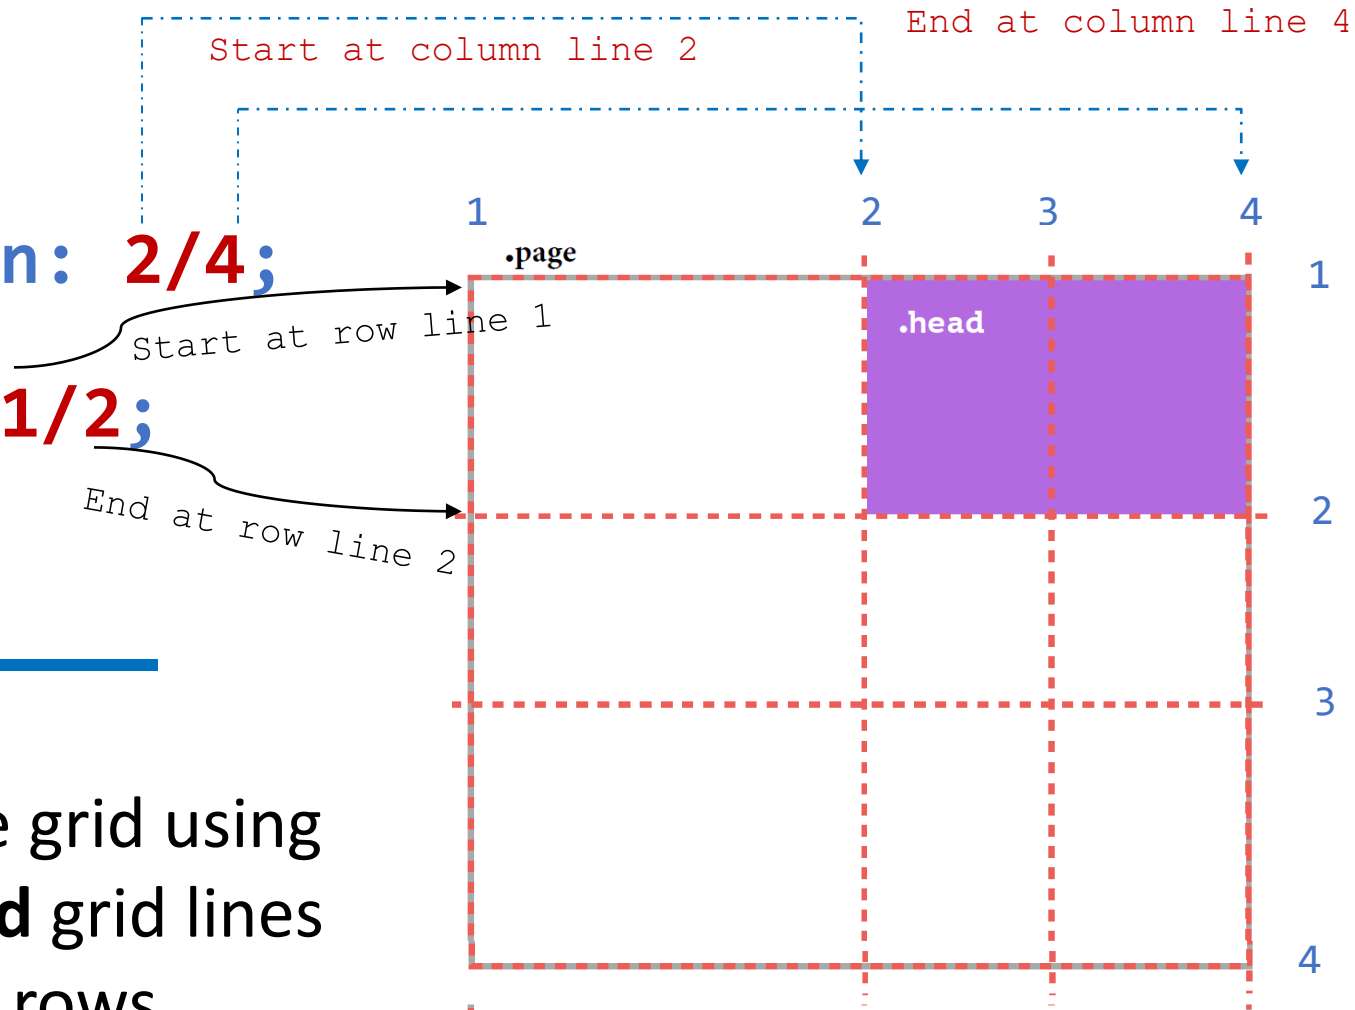 End at column line 4
Start at column line 2
1 2 3 4
.page
n: 2/4;
1
Start at row line 1
.head
1/2;
End at row line 2
2
3
e grid using
d grid lines
4
rows